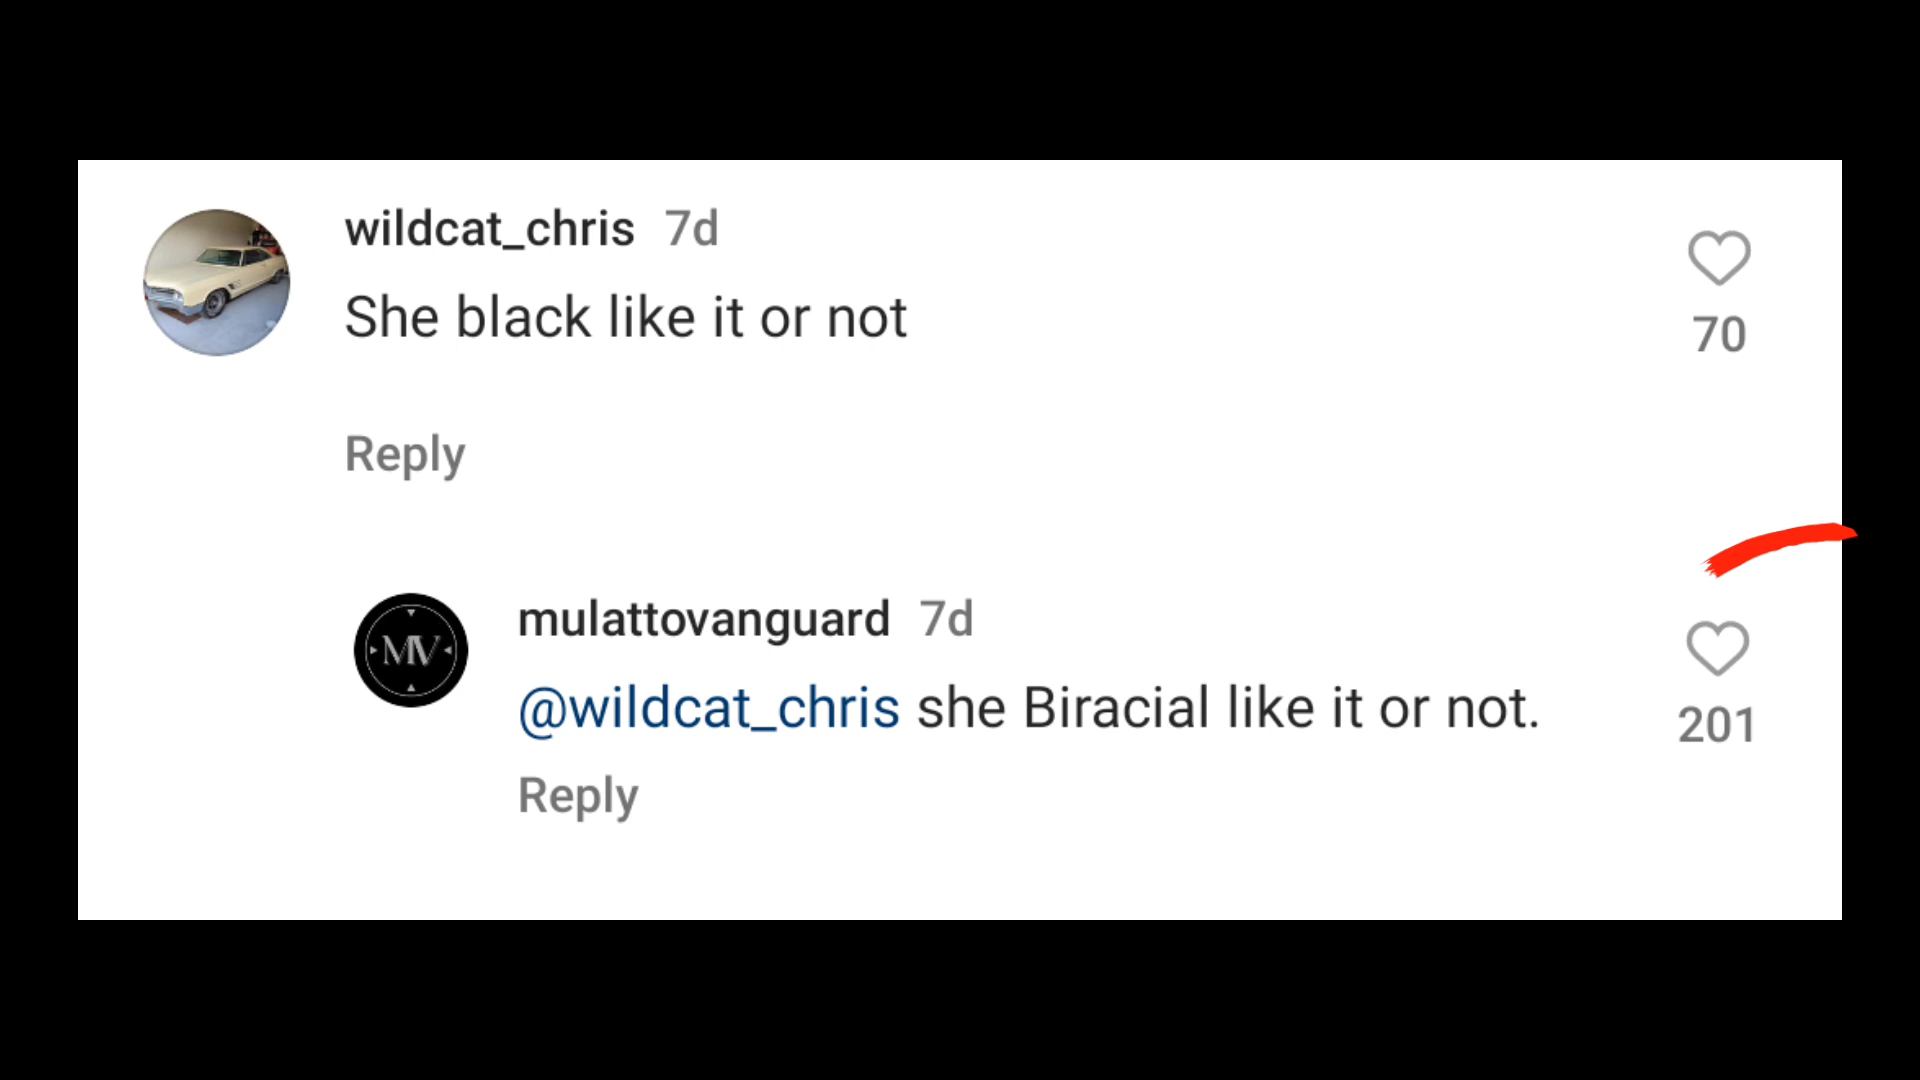 wildcat_chris 7d
She black like it or not
70
Reply
MV
mulattovanguard 7d
@wildcat_chris she Biracial like it or not.
201
Reply